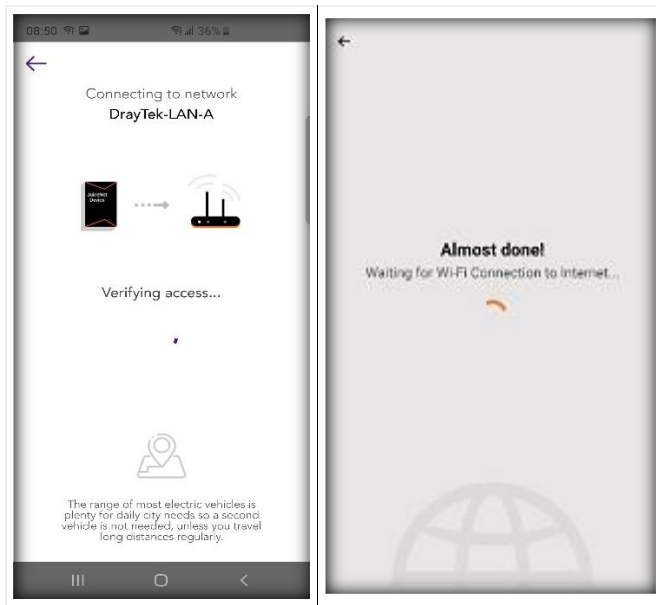 08:50
36%
Connecting to network
DrayTek-LAN-A
JuiceNet
Device
Verifying access...
The range of most electric vehicles is
plenty for daily city needs so a second
vehicle is not needed, unless you travel
long distances regularly.
Almost done!
Waiting for Wi-Fi Connection to Internet...